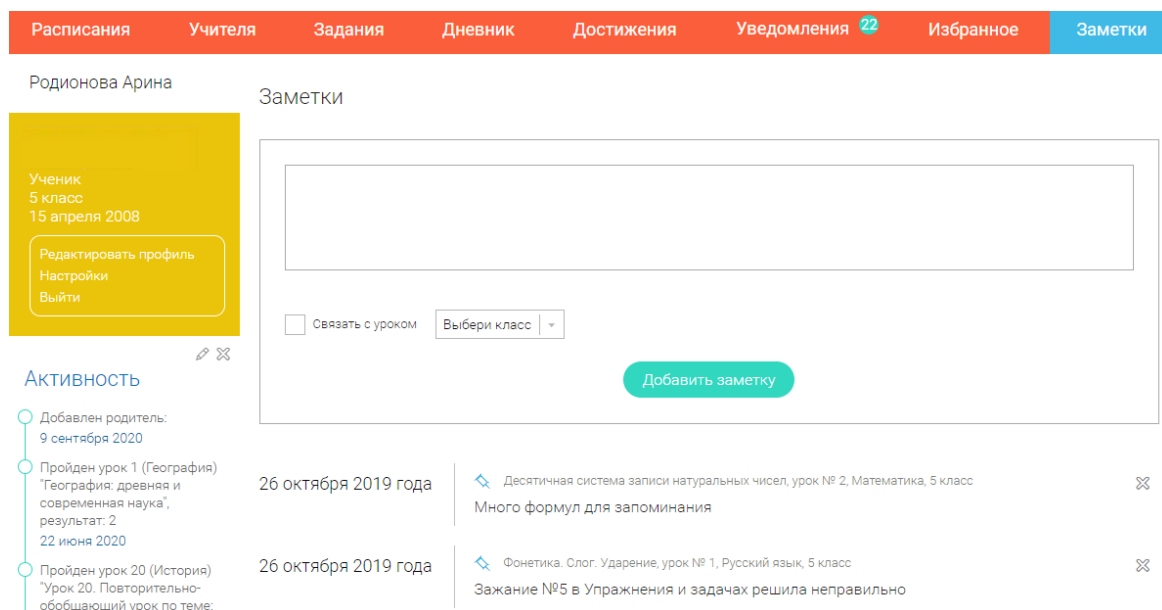 Расписания Учителя Задания Дневник Достижения Уведомления 22 Избранное Заметки
Родионова Арина
Ученик
5 класс
15 апреля 2008
Редактировать профиль
Настройки
Выйти
Активность
Добавлен родитель:
9 сентября 2020
Пройден урок 1 (География)
"География: древняя и
современная наука",
результат: 2
22 июня 2020
Пройден урок 20 (История)
"Урок 20. Повторительно-
обобщающий урок по теме:
Заметки
Связать с уроком Выбери класс
Добавить заметку
26 октября 2019 года
Десятичная система записи натуральных чисел, урок № 2, Математика, 5 класс
Много формул для запоминания
26 октября 2019 года
Фонетика. Слог. Ударение, урок № 1, Русский язык, 5 класс
Зажание №5 в Упражнения и задачах решила неправильно